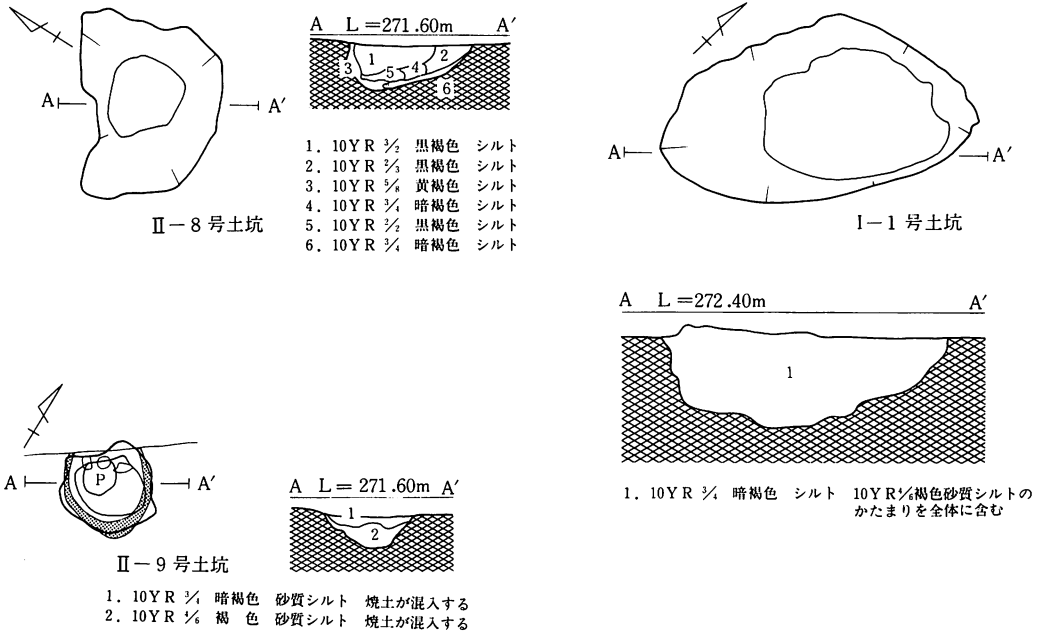 A L=271.60m A′
1 2 3 4 5 6
A A′
1. 10YR 3/2 黒褐色 シルト
2. 10YR 2/3 黒褐色 シルト
3. 10YR 5/8 黄褐色 シルト
4. 10YR 3/4 暗褐色 シルト
5. 10YR 2/2 黒褐色 シルト
6. 10YR 3/4 暗褐色 シルト
II-8号土坑
A A′
I-1号土坑
A L=272.40m A′
1
1. 10YR 3/4 暗褐色 シルト 10YR4/6褐色砂質シルトの
かたまりを全体に含む
A P A′
II-9号土坑
A L=271.60m A′
1
2
1. 10YR 3/4 暗褐色 砂質シルト 焼土が混入する
2. 10YR 4/6 褐色 砂質シルト 焼土が混入する